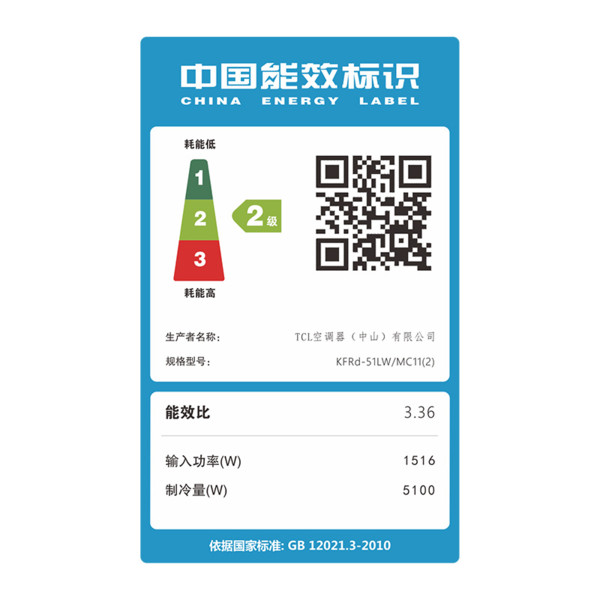 中国能效标识
CHINA ENERGY LABEL
耗能低
1
2
2级
3
耗能高
生产者名称: TCL空调器（中山）有限公司
规格型号: KFRd-51LW/MC11(2)
能效比 3.36
输入功率(W) 1516
制冷量(W) 5100
依据国家标准: GB 12021.3-2010